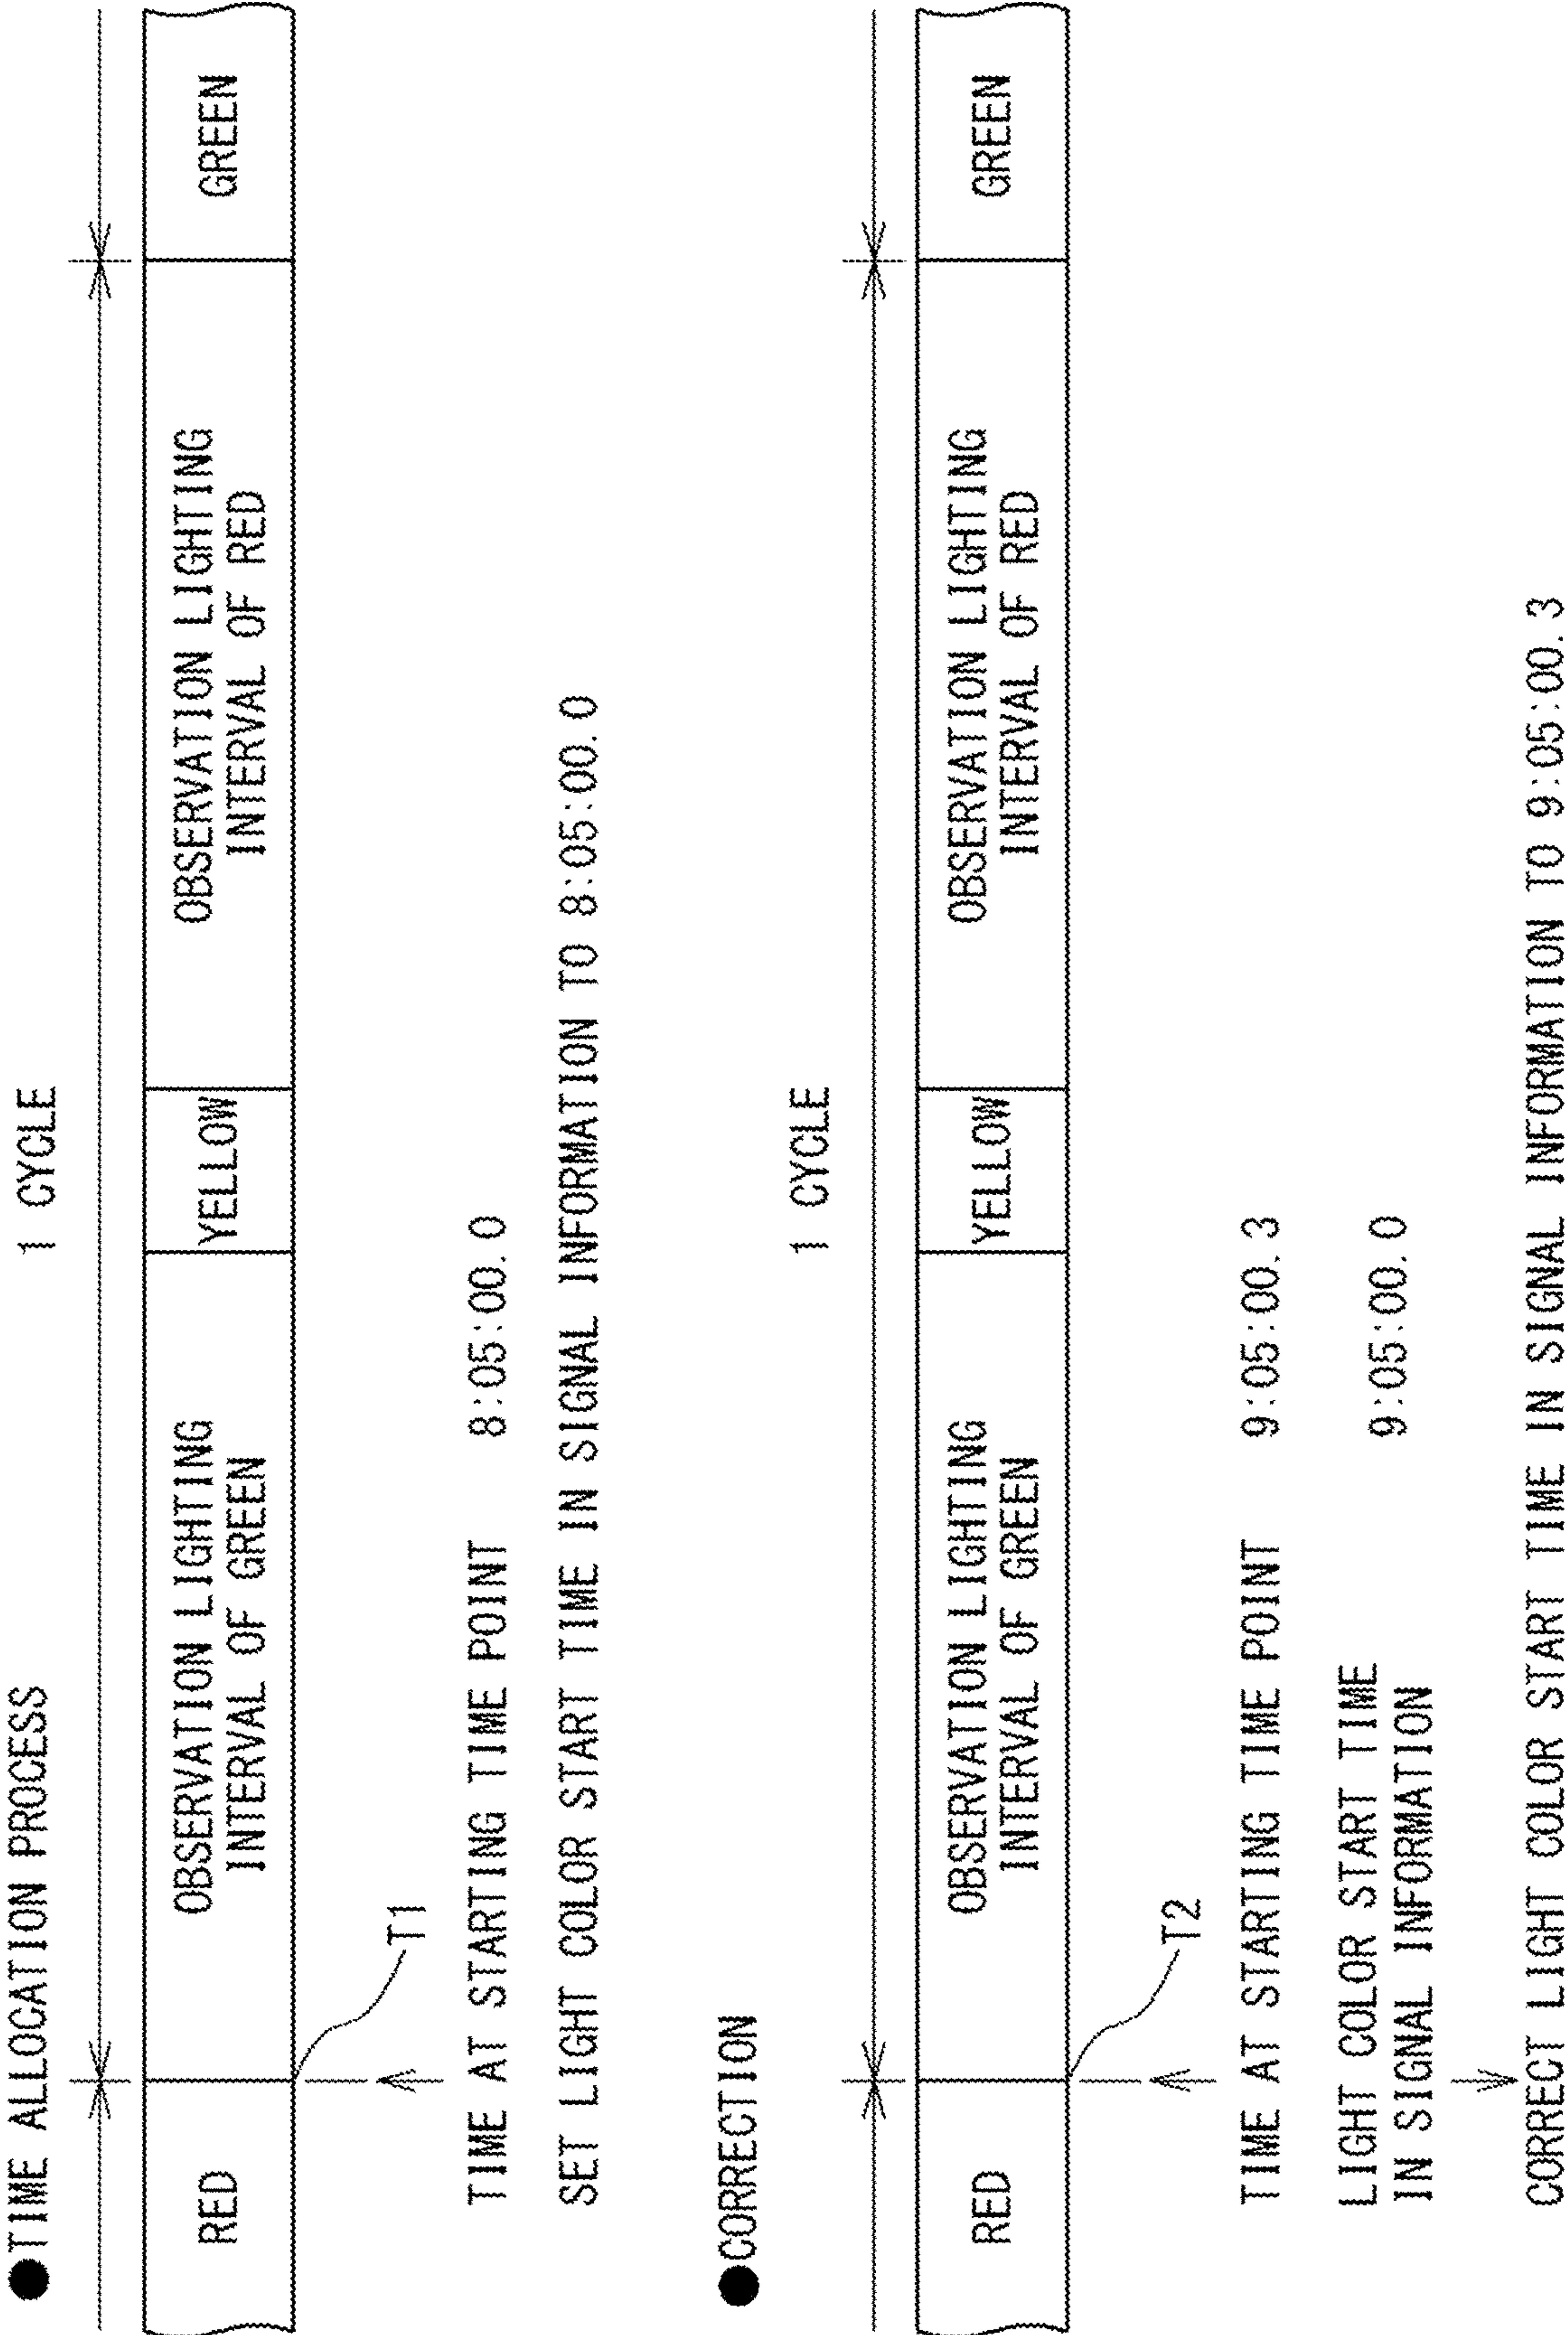 ●TIME ALLOCATION PROCESS
1 CYCLE
RED
OBSERVATION LIGHTING
INTERVAL OF GREEN
YELLOW
OBSERVATION LIGHTING
INTERVAL OF RED
GREEN
T1
TIME AT STARTING TIME POINT 8:05:00.0
SET LIGHT COLOR START TIME IN SIGNAL INFORMATION TO 8:05:00.0
●CORRECTION
1 CYCLE
RED
OBSERVATION LIGHTING
INTERVAL OF GREEN
YELLOW
OBSERVATION LIGHTING
INTERVAL OF RED
GREEN
T2
TIME AT STARTING TIME POINT 9:05:00.3
LIGHT COLOR START TIME
IN SIGNAL INFORMATION
9:05:00.0
CORRECT LIGHT COLOR START TIME IN SIGNAL INFORMATION TO 9:05:00.3